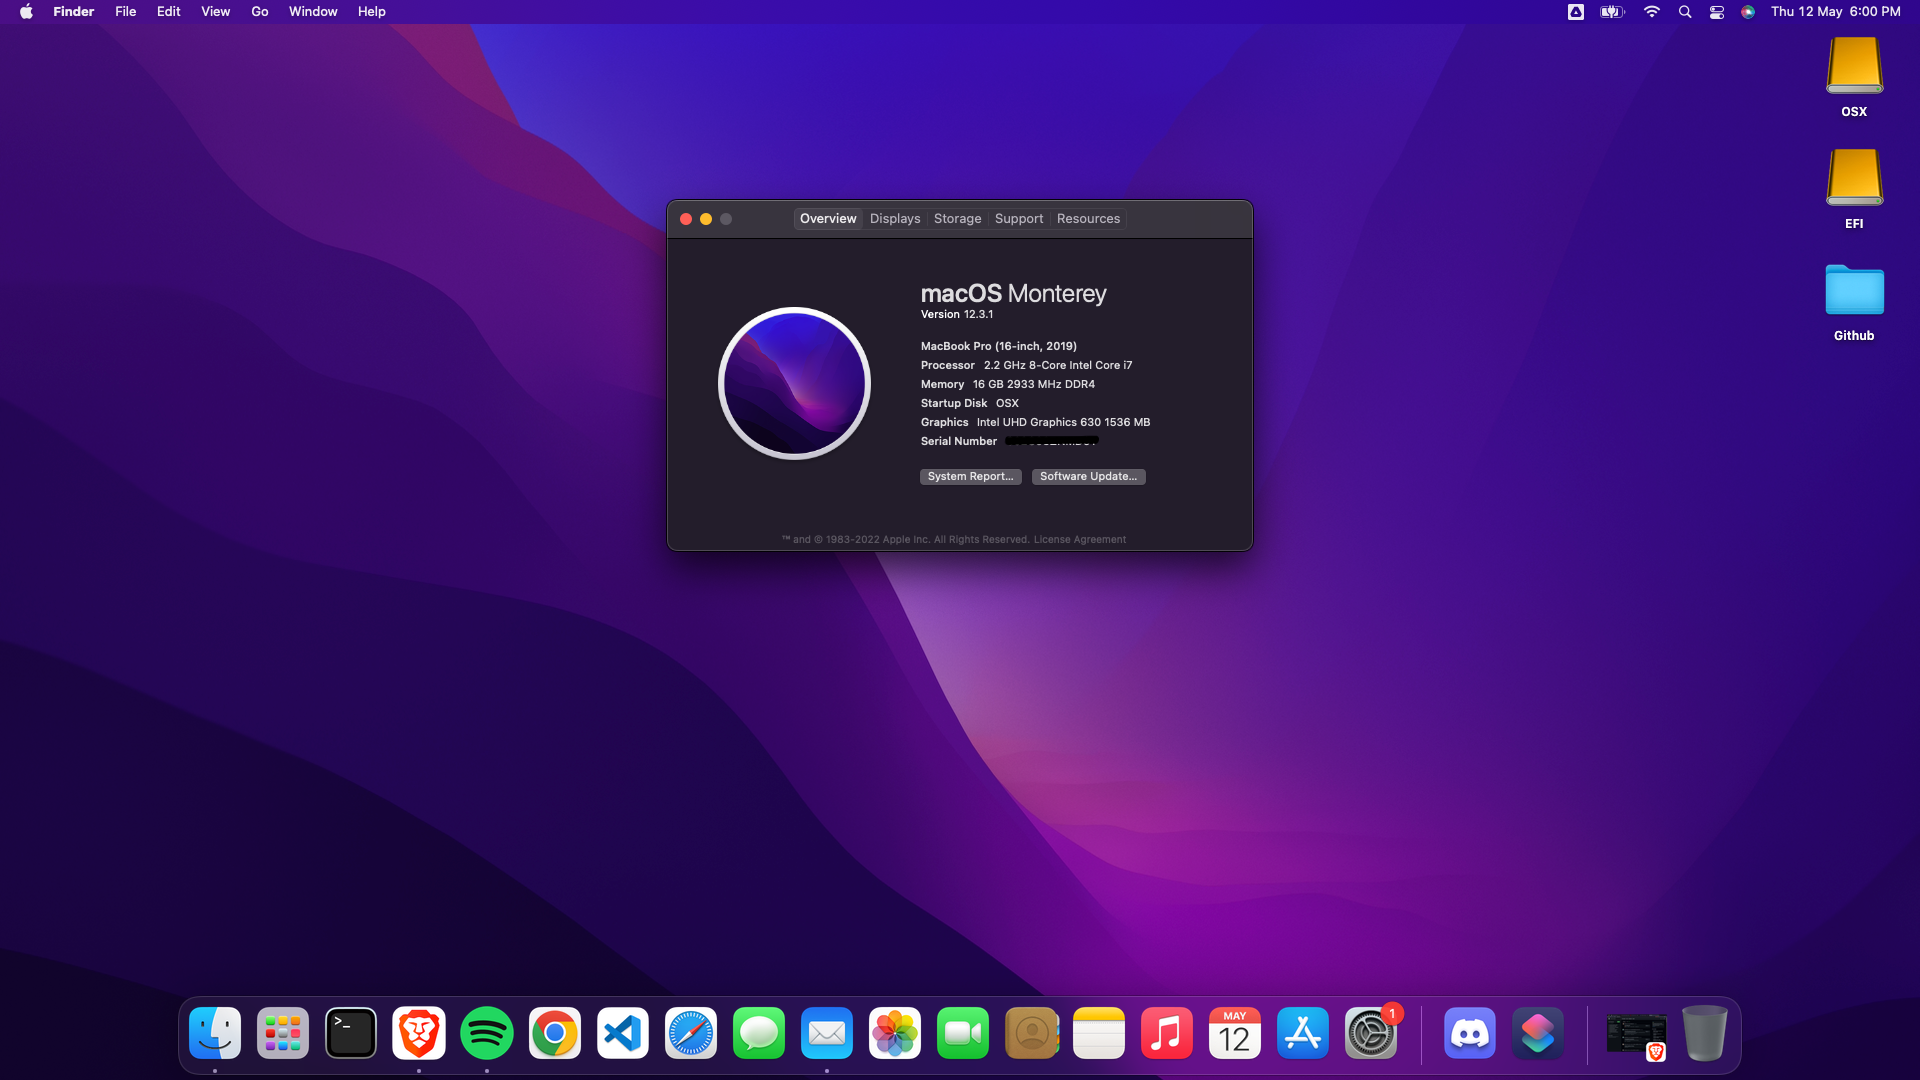 Finder File Edit View Go Window Help
Thu 12 May 6:00 PM
OSX
EFI
Github
Overview Displays Storage Support Resources
macOS Monterey
Version 12.3.1
MacBook Pro (16-inch, 2019)
Processor 2.2 GHz 8-Core Intel Core i7
Memory 16 GB 2933 MHz DDR4
Startup Disk OSX
Graphics Intel UHD Graphics 630 1536 MB
Serial Number
System Report... Software Update...
™ and © 1983-2022 Apple Inc. All Rights Reserved. License Agreement
>_
MAY
12
1